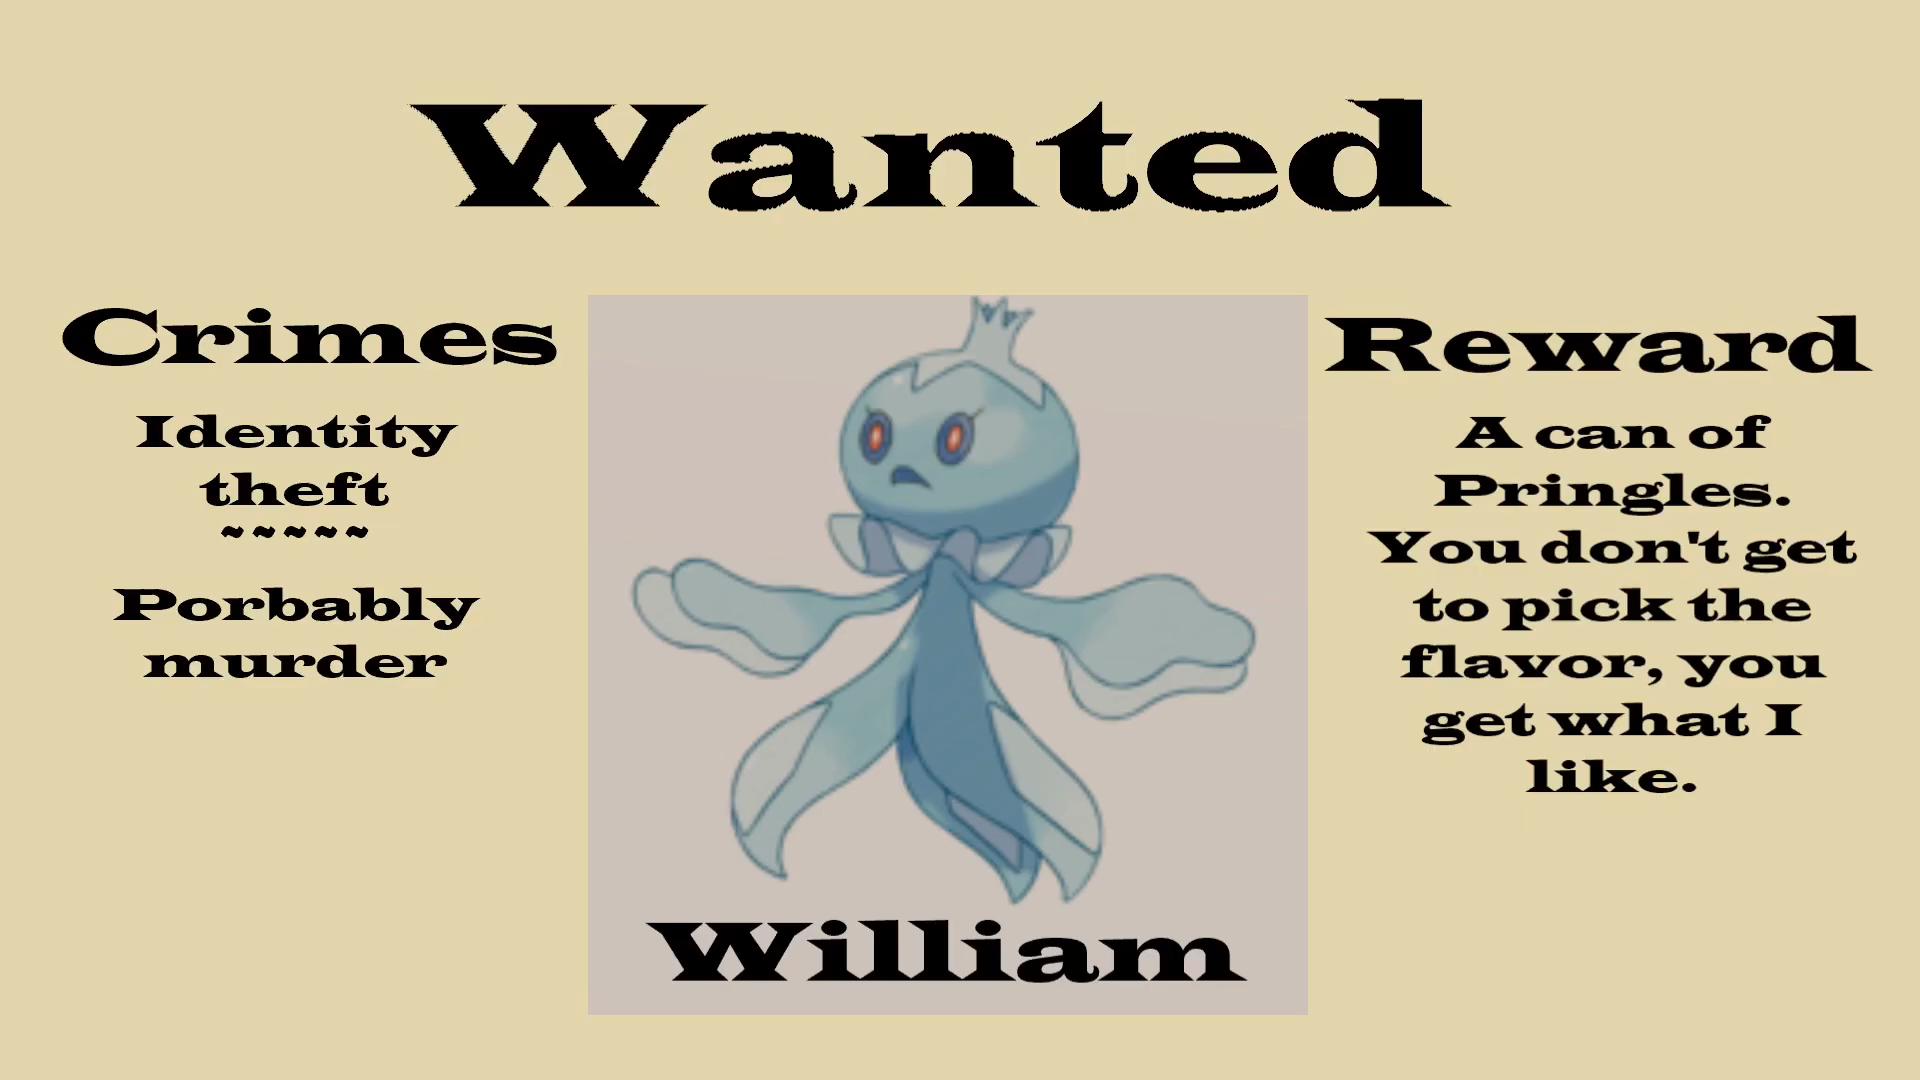 Wanted
Crimes
Identity
theft
~~~~~
Porbably
murder
William
Reward
A can of
Pringles.
You don't get
to pick the
flavor, you
get what I
like.